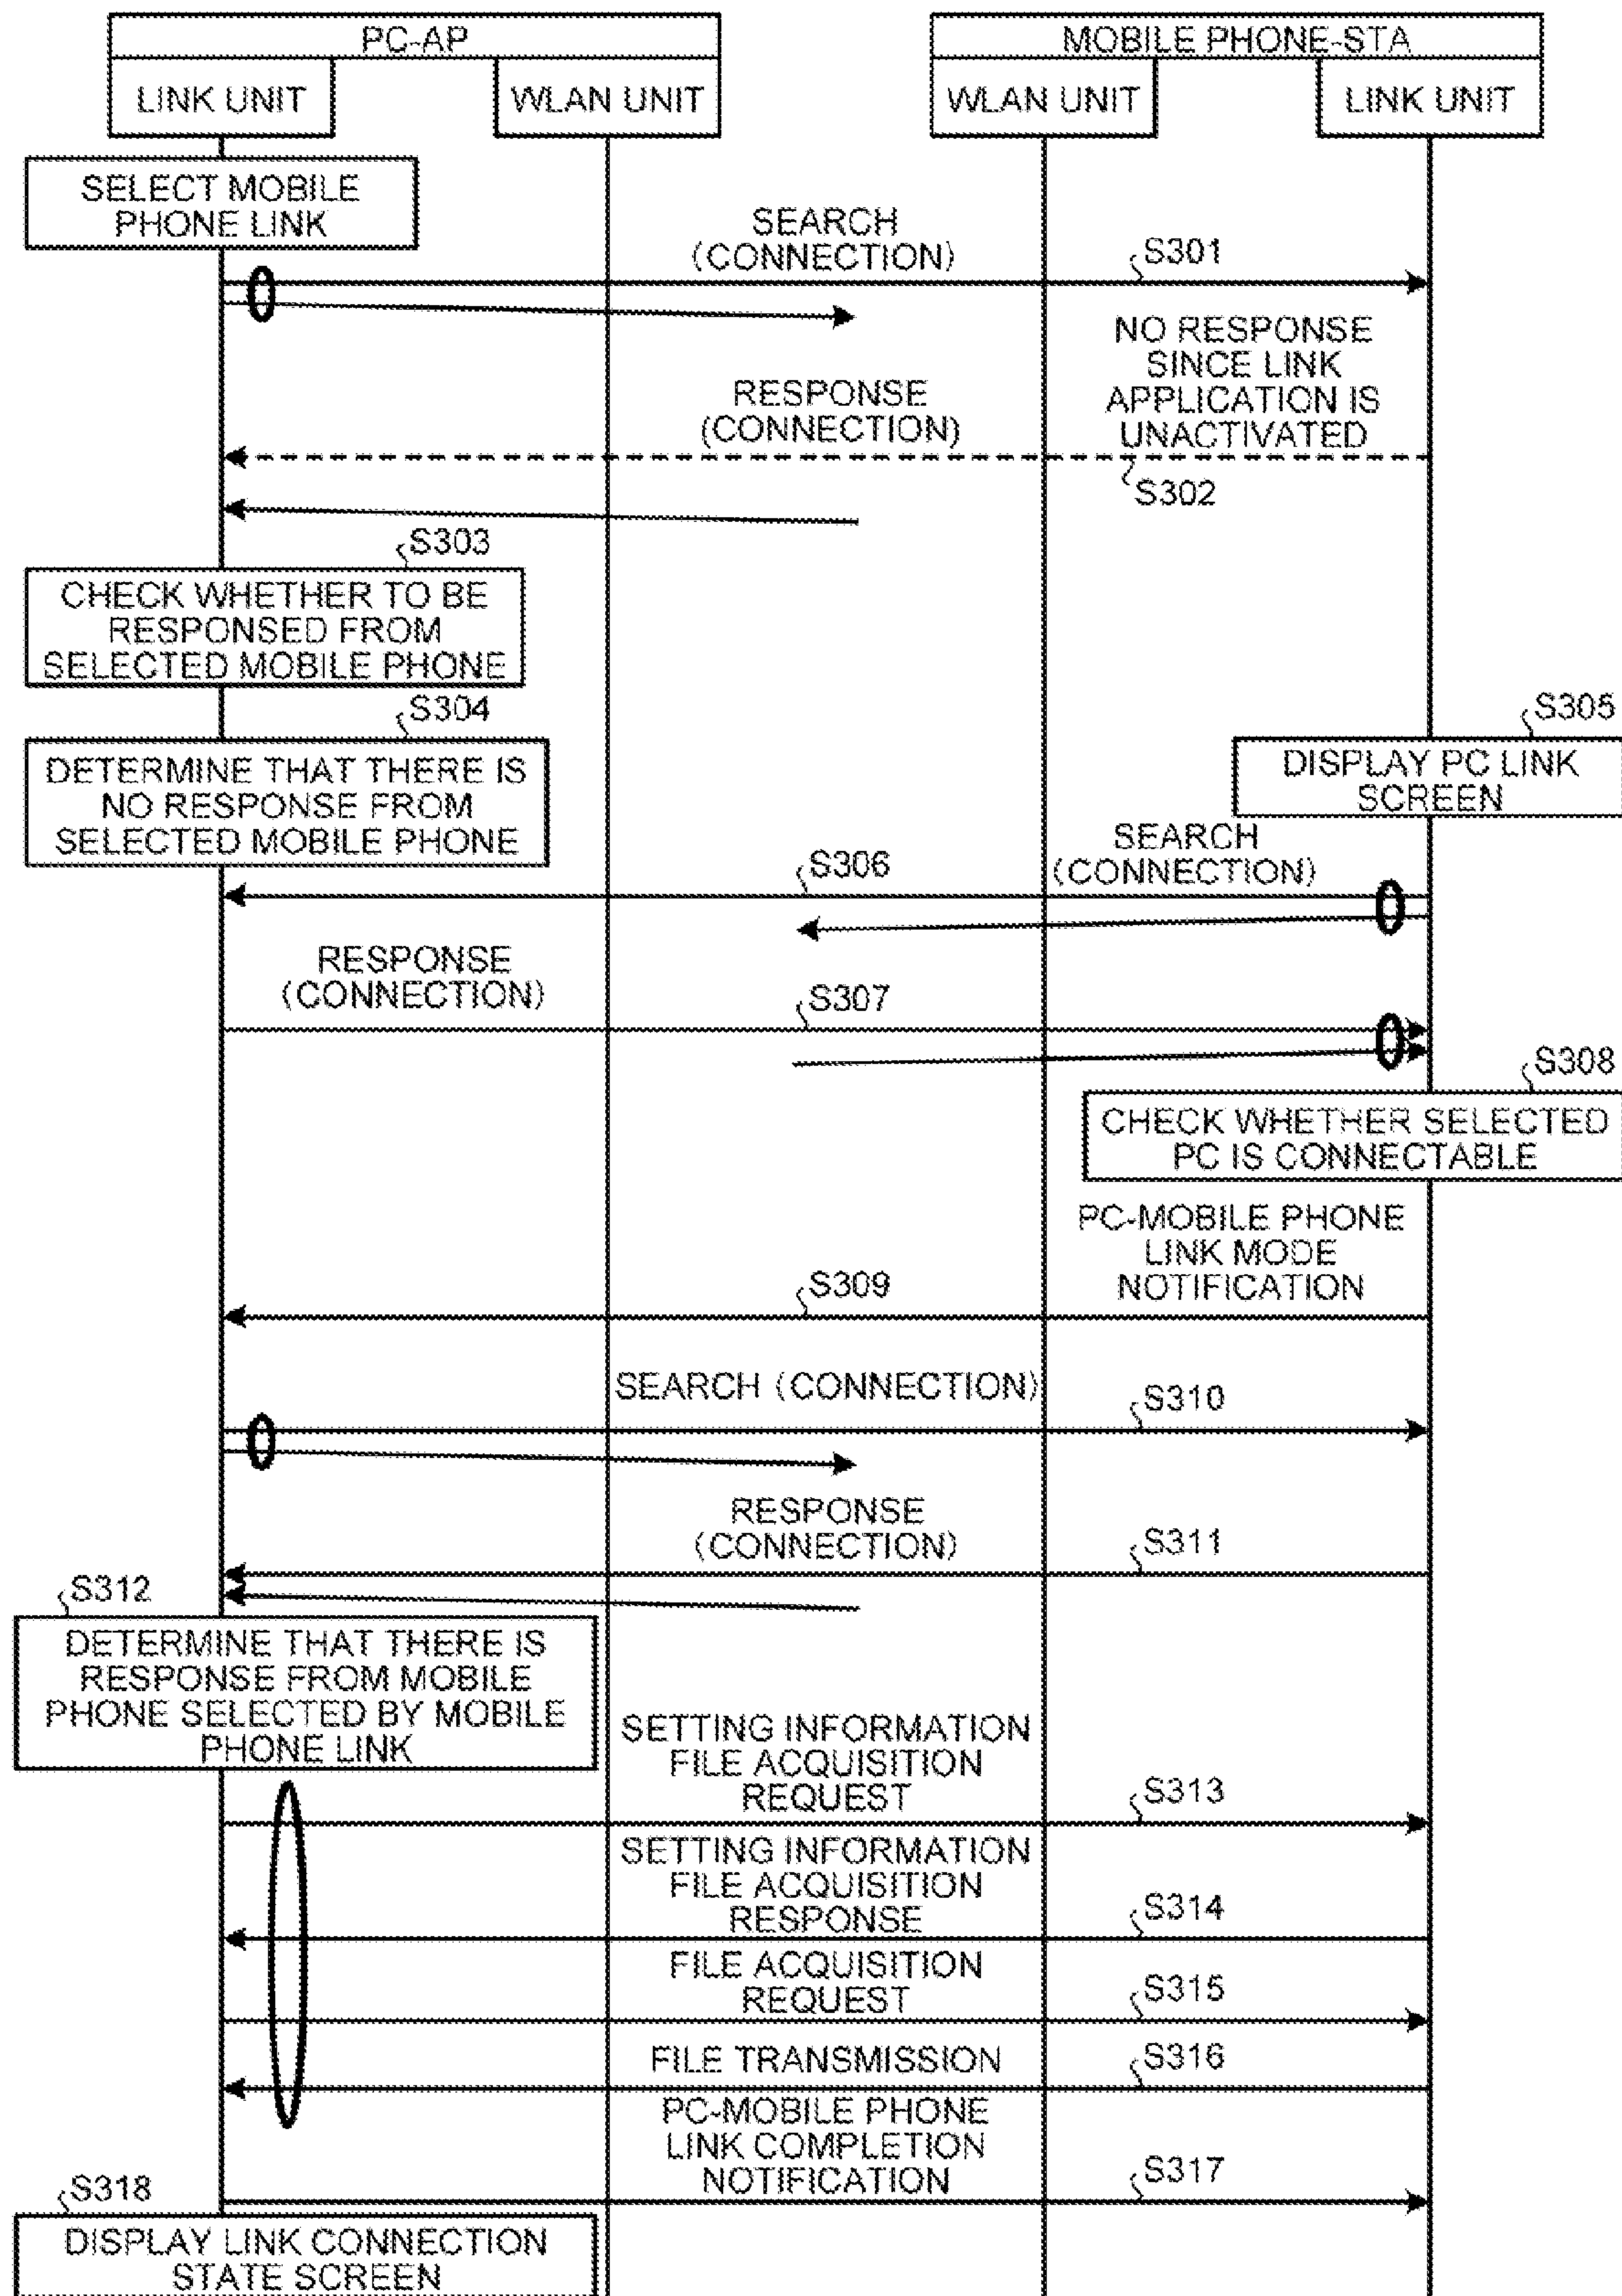 PC-AP
MOBILE PHONE-STA
LINK UNIT
WLAN UNIT
WLAN UNIT
LINK UNIT
SELECT MOBILE
PHONE LINK
SEARCH
(CONNECTION)
S301
NO RESPONSE
SINCE LINK
APPLICATION IS
UNACTIVATED
RESPONSE
(CONNECTION)
S302
S303
CHECK WHETHER TO BE
RESPONSED FROM
SELECTED MOBILE PHONE
S304
DETERMINE THAT THERE IS
NO RESPONSE FROM
SELECTED MOBILE PHONE
S305
DISPLAY PC LINK
SCREEN
SEARCH
(CONNECTION)
S306
RESPONSE
(CONNECTION)
S307
S308
CHECK WHETHER SELECTED
PC IS CONNECTABLE
PC-MOBILE PHONE
LINK MODE
NOTIFICATION
S309
SEARCH (CONNECTION)
S310
RESPONSE
(CONNECTION)
S311
S312
DETERMINE THAT THERE IS
RESPONSE FROM MOBILE
PHONE SELECTED BY MOBILE
PHONE LINK
SETTING INFORMATION
FILE ACQUISITION
REQUEST
S313
SETTING INFORMATION
FILE ACQUISITION
RESPONSE
S314
FILE ACQUISITION
REQUEST
S315
FILE TRANSMISSION
S316
PC-MOBILE PHONE
LINK COMPLETION
NOTIFICATION
S317
S318
DISPLAY LINK CONNECTION
STATE SCREEN